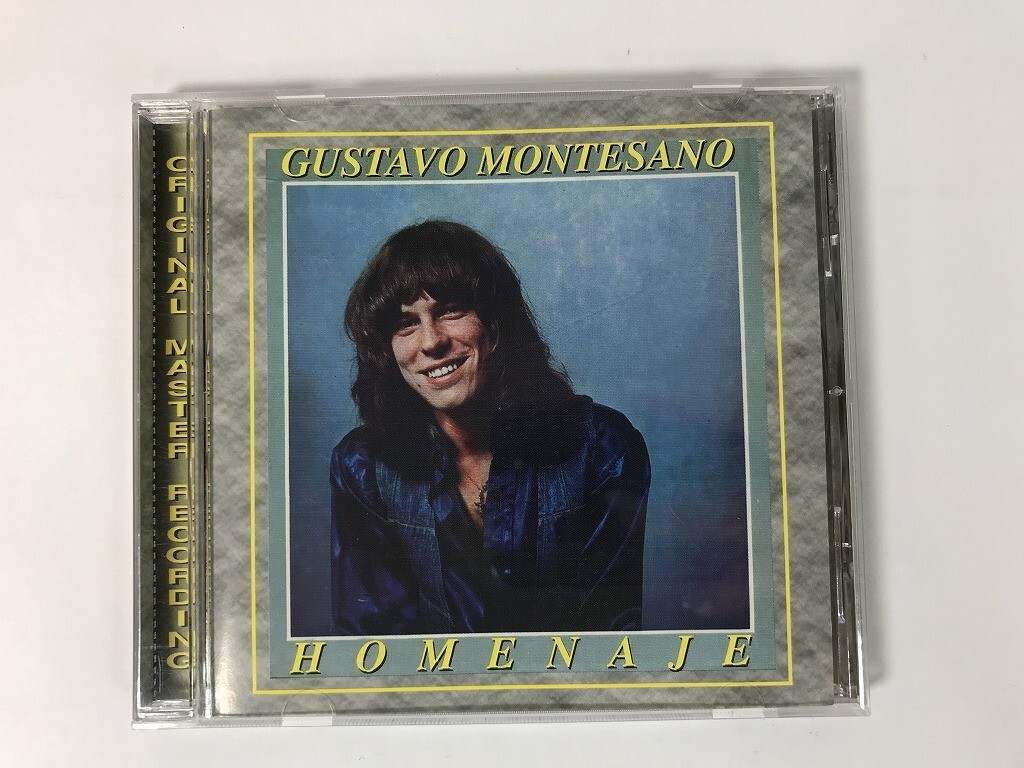 GUSTAVO MONTESANO
HOMENAJE
ORIGINAL MASTER RECORDING